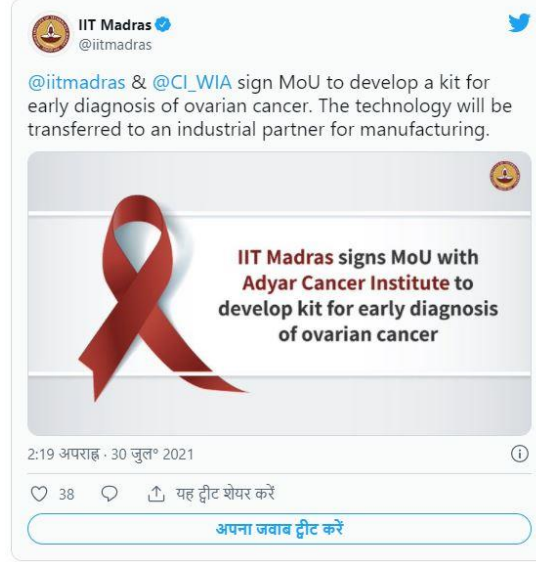 IIT Madras
@iitmadras
@iitmadras & @CI_WIA sign MoU to develop a kit for
early diagnosis of ovarian cancer. The technology will be
transferred to an industrial partner for manufacturing.
IIT Madras signs MoU with
Adyar Cancer Institute to
develop kit for early diagnosis
of ovarian cancer
2:19 अपराह्न · 30 जुल॰ 2021
38 यह ट्वीट शेयर करें
अपना जवाब ट्वीट करें